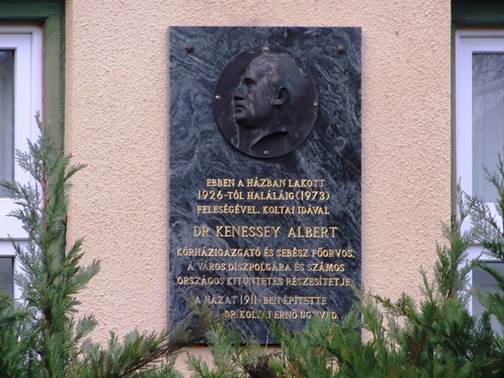 EBBEN A HÁZBAN LAKOTT
1926-TÓL HALÁLÁIG (1973)
FELESÉGÉVEL, KOLTAI IDÁVAL
DR KENESSEY ALBERT
KÓRHÁZIGAZGATÓ ÉS SEBÉSZ FŐORVOS,
A VÁROS DÍSZPOLGÁRA ÉS SZÁMOS
ORSZÁGOS KITÜNTETÉS RÉSZESÍTETJE
A HÁZAT 1911-BEN ÉPÍTETTE
DR. KOLTAI ERNŐ ÜGYVÉD.